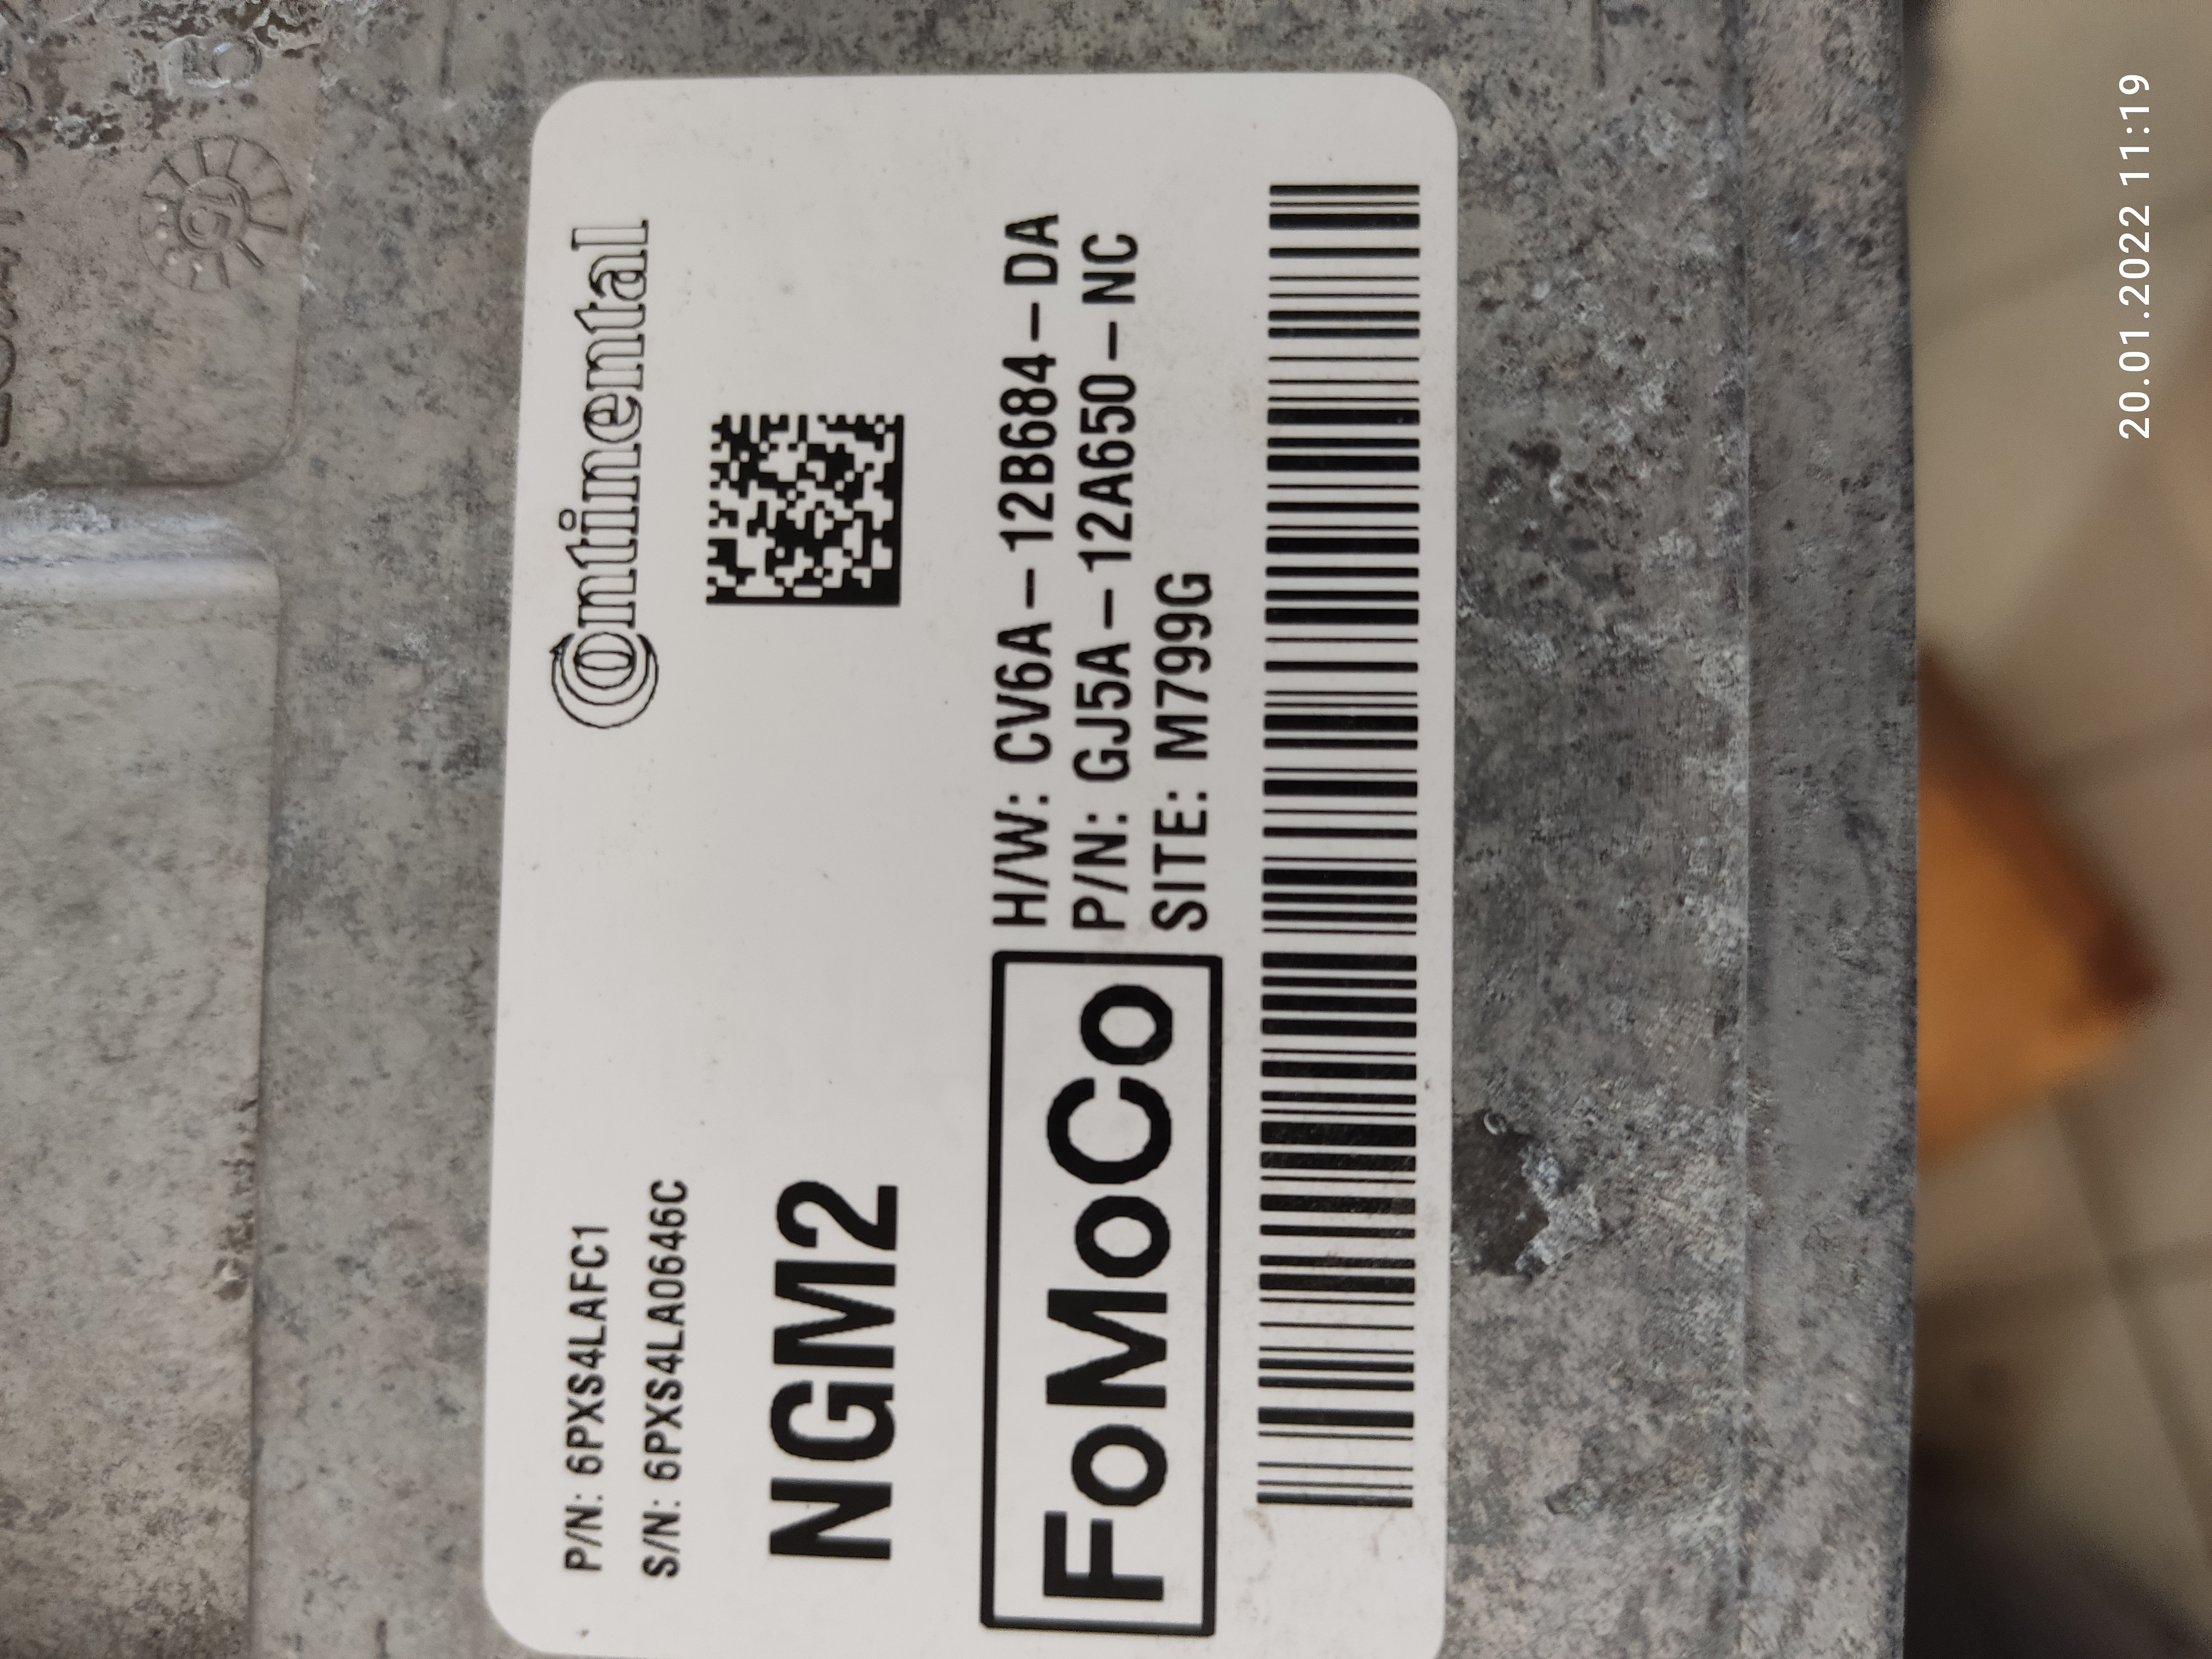 P/N: 6PXS4LAFC1
S/N: 6PXS4LA0646C
Continental
NGM2
FoMoCo
H/W: CV6A-12B684-DA
P/N: GJ5A-12A650-NC
SITE: M799G
20.01.2022 11:19